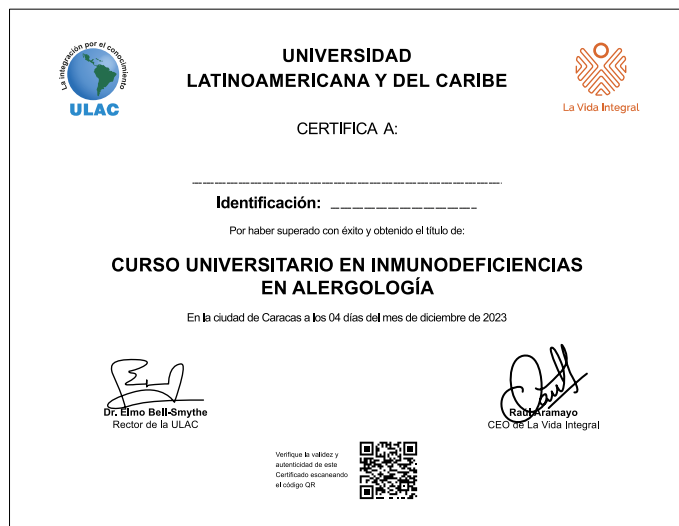 La integración por el conocimiento
ULAC
UNIVERSIDAD
LATINOAMERICANA Y DEL CARIBE
La Vida Integral
CERTIFICA A:
Identificación:
Por haber superado con éxito y obtenido el título de:
CURSO UNIVERSITARIO EN INMUNODEFICIENCIAS
EN ALERGOLOGÍA
En la ciudad de Caracas a los 04 días del mes de diciembre de 2023
Dr. Elmo Bell-Smythe
Rector de la ULAC
Raúl Aramayo
CEO de La Vida Integral
Verifique la validez y
autenticidad de este
Certificado escaneando
el código QR